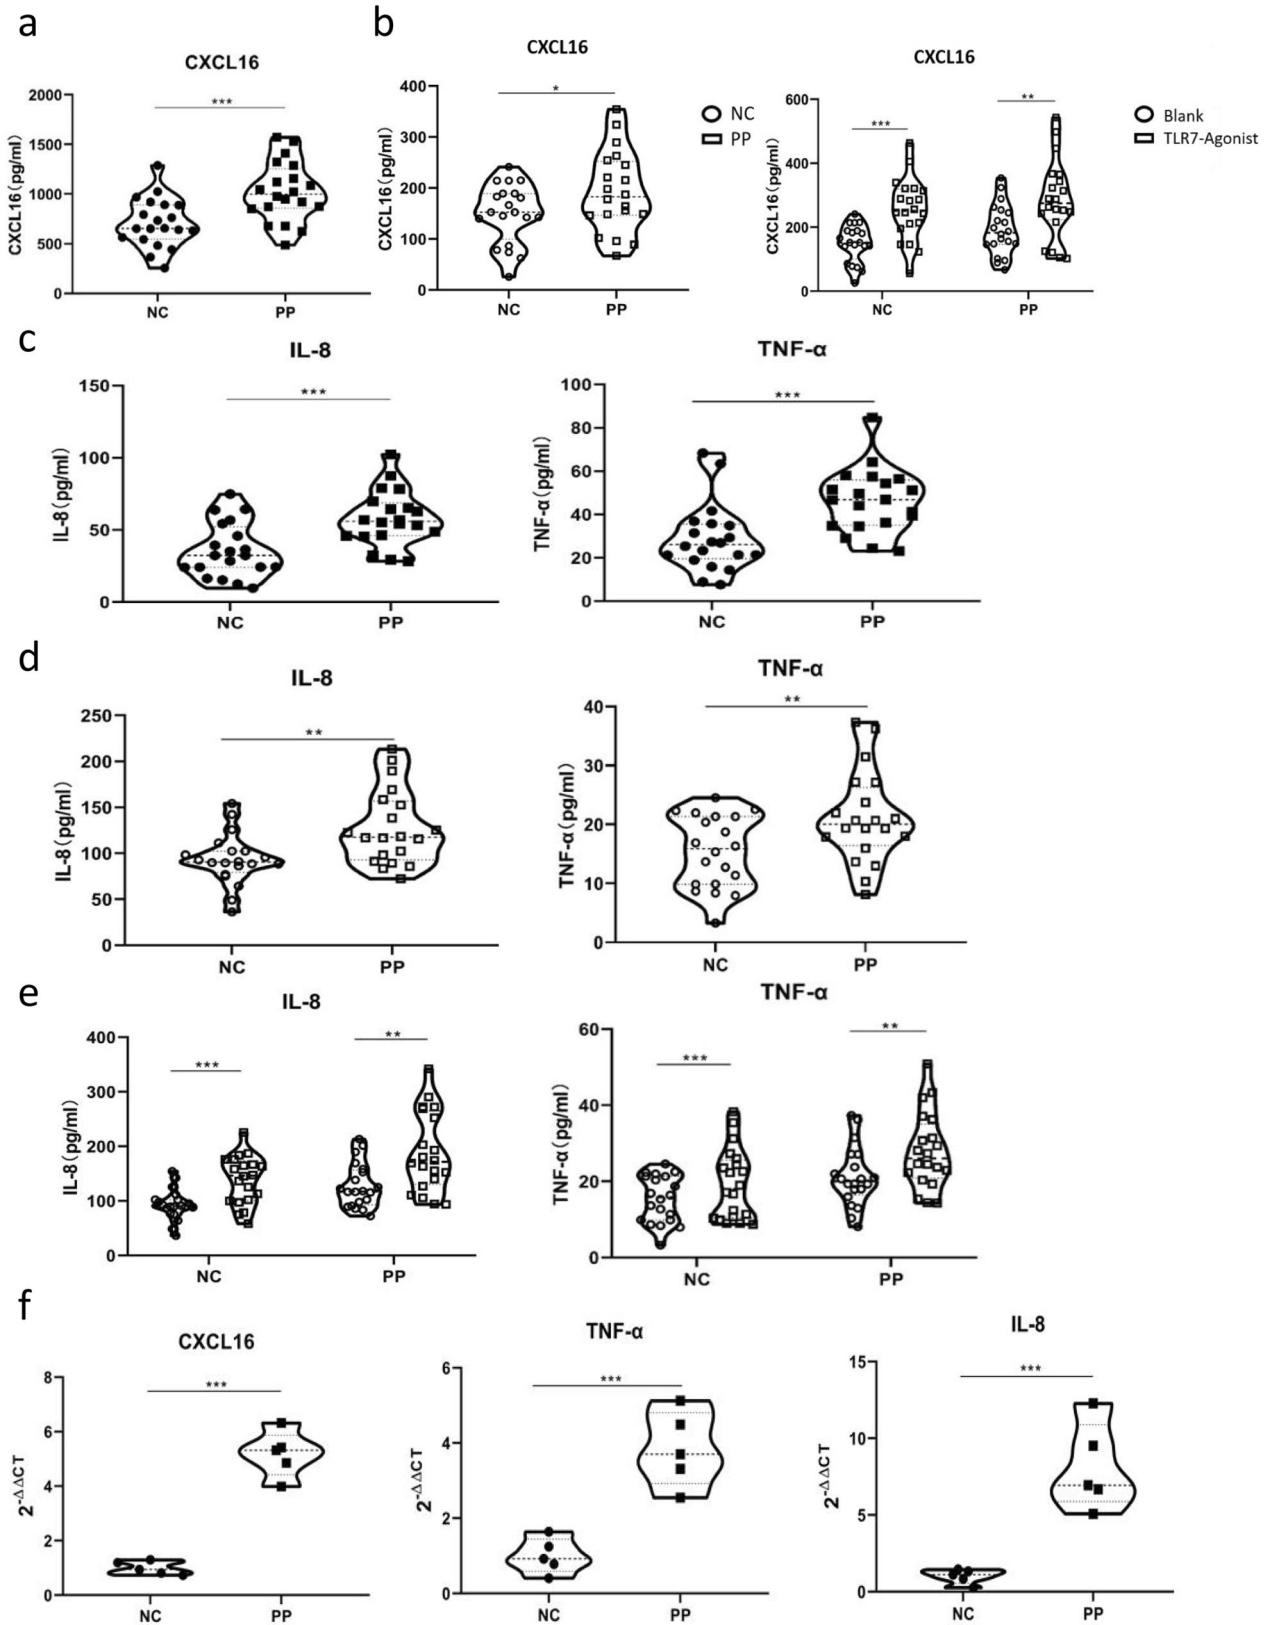 a
CXCL16
***
CXCL16 (pg/ml)
2000
1500
1000
500
0
NC
PP
b
CXCL16
*
CXCL16 (pg/ml)
400
300
200
100
0
NC
PP
NC
PP
CXCL16
***
**
CXCL16 (pg/ml)
600
400
200
0
NC
PP
Blank
TLR7-Agonist
c
IL-8
***
IL-8 (pg/ml)
150
100
50
0
NC
PP
TNF-α
***
TNF-α (pg/ml)
100
80
60
40
20
0
NC
PP
d
IL-8
**
IL-8 (pg/ml)
250
200
150
100
50
0
NC
PP
TNF-α
**
TNF-α (pg/ml)
40
30
20
10
0
NC
PP
e
IL-8
***
**
IL-8 (pg/ml)
400
300
200
100
0
NC
PP
TNF-α
***
**
TNF-α (pg/ml)
60
40
20
0
NC
PP
f
CXCL16
***
2^-ΔΔCT
8
6
4
2
0
NC
PP
TNF-α
***
2^-ΔΔCT
6
4
2
0
NC
PP
IL-8
***
2^-ΔΔCT
15
10
5
0
NC
PP